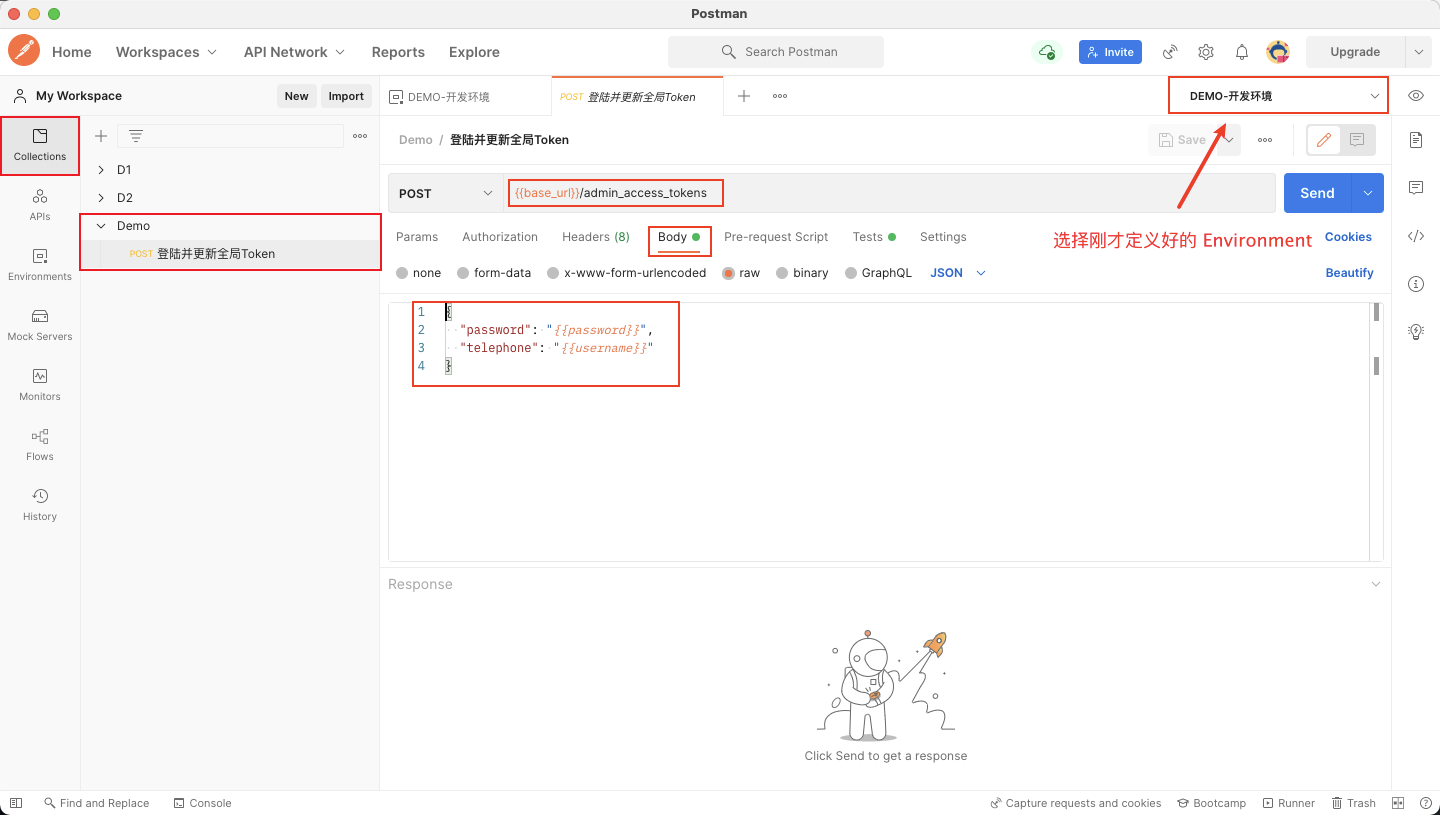 Postman
Home Workspaces API Network Reports Explore Search Postman Invite Upgrade
My Workspace New Import DEMO-开发环境 POST 登陆并更新全局Token DEMO-开发环境
Collections
APIs
Environments
Mock Servers
Monitors
Flows
History
D1
D2
Demo
POST 登陆并更新全局Token
Demo / 登陆并更新全局Token Save
POST {{base_url}}/admin_access_tokens Send
Params Authorization Headers (8) Body Pre-request Script Tests Settings Cookies
选择刚才定义好的 Environment
none form-data x-www-form-urlencoded raw binary GraphQL JSON Beautify
1 {
2 "password": "{{password}}",
3 "telephone": "{{username}}"
4 }
Response
Click Send to get a response
Find and Replace Console Capture requests and cookies Bootcamp Runner Trash